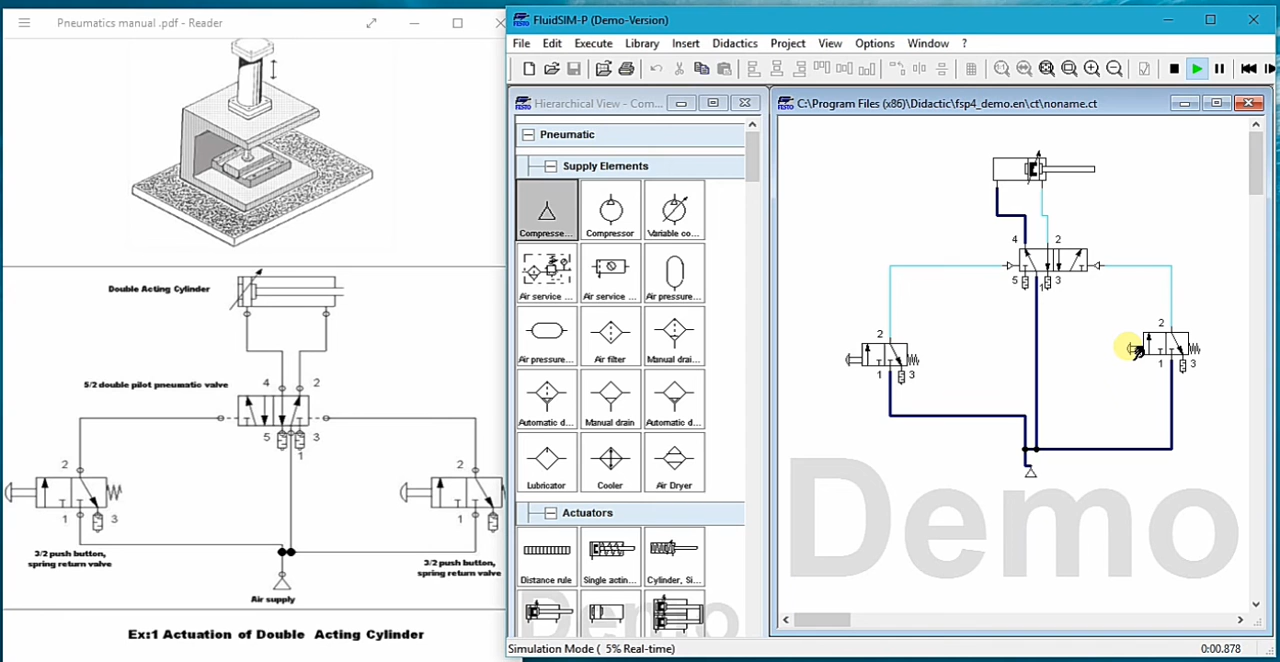 Pneumatics manual .pdf - Reader
Double Acting Cylinder
5/2 double pilot pneumatic valve
4
2
5
3
1
2
2
1
3
1
3/2 push button,
spring return valve
3/2 push button,
spring return valve
Air supply
Ex:1 Actuation of Double Acting Cylinder
FESTO
FluidSIM-P (Demo-Version)
File Edit Execute Library Insert Didactics Project View Options Window ?
Hierarchical View - Com...
Pneumatic
Supply Elements
Compresse... Compressor Variable co...
Air service ... Air service ... Air pressure...
Air pressure... Air filter Manual drai...
Automatic d... Manual drain Automatic d...
Lubricator Cooler Air Dryer
Actuators
Distance rule Single actin... Cylinder, Si...
Demo
C:\Program Files (x86)\Didactic\fsp4_demo.en\ct\noname.ct
4 2
5 1 3
2
1 3
2
1 3
Demo
Simulation Mode ( 5% Real-time)
0:00.878